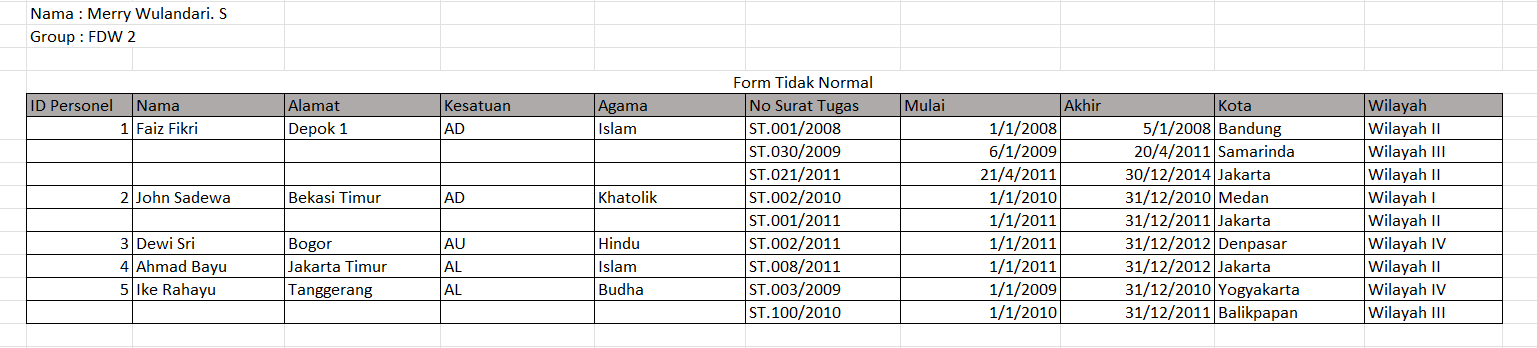 Nama : Merry Wulandari. S
Group : FDW 2
Form Tidak Normal
ID Personel Nama Alamat Kesatuan Agama No Surat Tugas Mulai Akhir Kota Wilayah
1 Faiz Fikri Depok 1 AD Islam ST.001/2008 1/1/2008 5/1/2008 Bandung Wilayah II
ST.030/2009 6/1/2009 20/4/2011 Samarinda Wilayah III
ST.021/2011 21/4/2011 30/12/2014 Jakarta Wilayah II
2 John Sadewa Bekasi Timur AD Khatolik ST.002/2010 1/1/2010 31/12/2010 Medan Wilayah I
ST.001/2011 1/1/2011 31/12/2011 Jakarta Wilayah II
3 Dewi Sri Bogor AU Hindu ST.002/2011 1/1/2011 31/12/2012 Denpasar Wilayah IV
4 Ahmad Bayu Jakarta Timur AL Islam ST.008/2011 1/1/2011 31/12/2012 Jakarta Wilayah II
5 Ike Rahayu Tanggerang AL Budha ST.003/2009 1/1/2009 31/12/2010 Yogyakarta Wilayah IV
ST.100/2010 1/1/2010 31/12/2011 Balikpapan Wilayah III